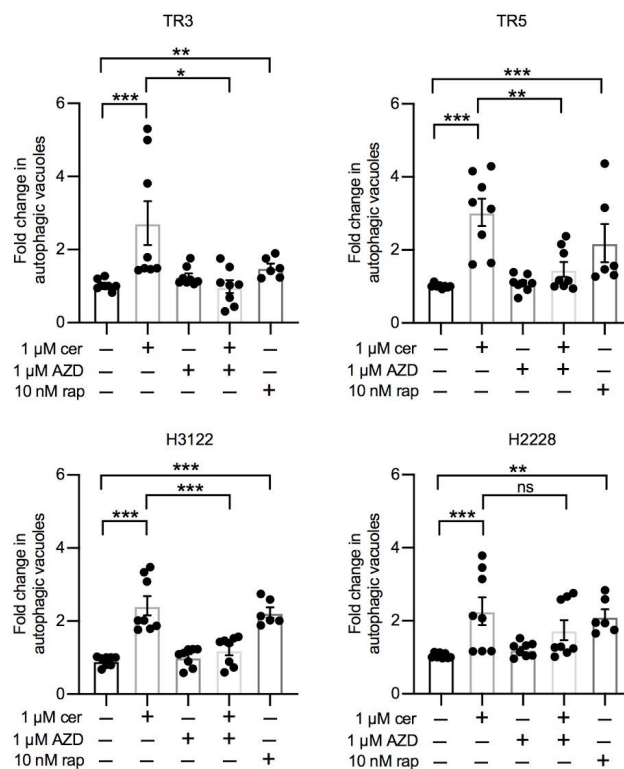 TR3
**
*
***
Fold change in
autophagic vacuoles
6
4
2
0
1 µM cer — + — + —
1 µM AZD — — + + —
10 nM rap — — — — +
TR5
***
**
***
Fold change in
autophagic vacuoles
6
4
2
0
1 µM cer — + — + —
1 µM AZD — — + + —
10 nM rap — — — — +
H3122
***
***
***
Fold change in
autophagic vacuoles
6
4
2
0
1 µM cer — + — + —
1 µM AZD — — + + —
10 nM rap — — — — +
H2228
**
ns
***
Fold change in
autophagic vacuoles
6
4
2
0
1 µM cer — + — + —
1 µM AZD — — + + —
10 nM rap — — — — +